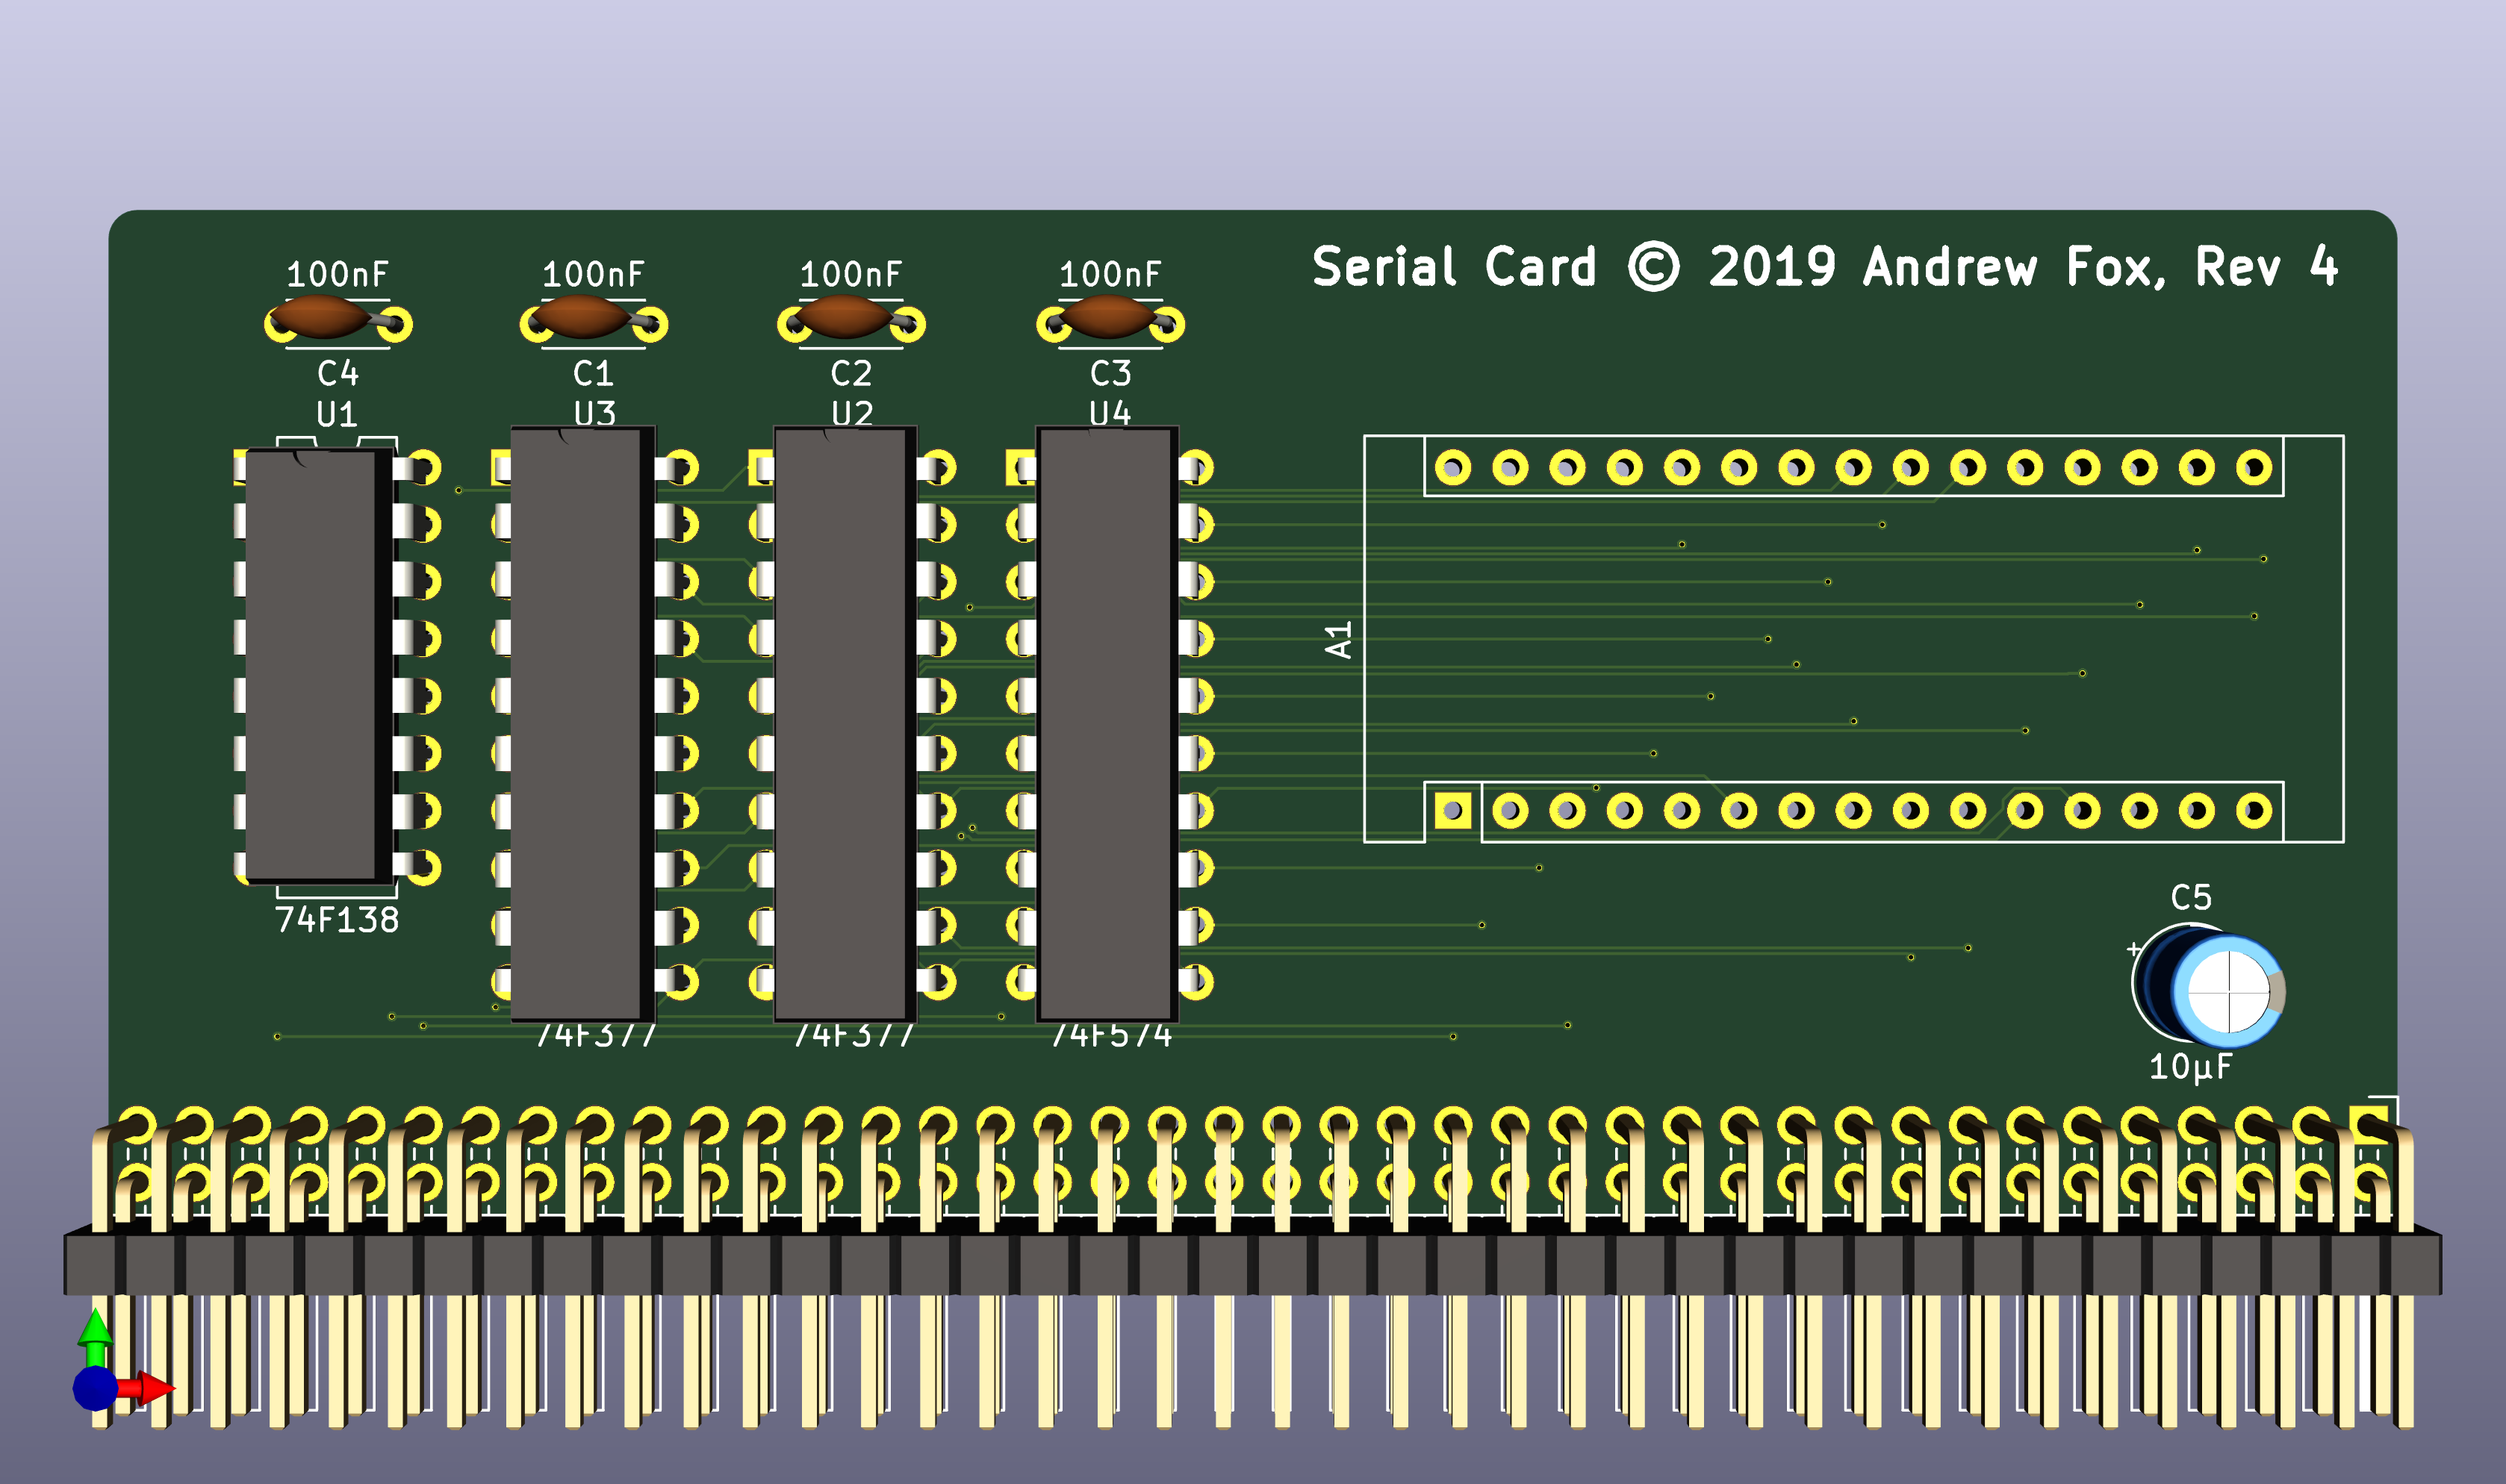 Serial Card © 2019 Andrew Fox, Rev 4
100nF
100nF
100nF
100nF
C4
C1
C2
C3
U1
U3
U2
U4
A1
74F138
C5
+
74F377
74F377
74F574
10µF